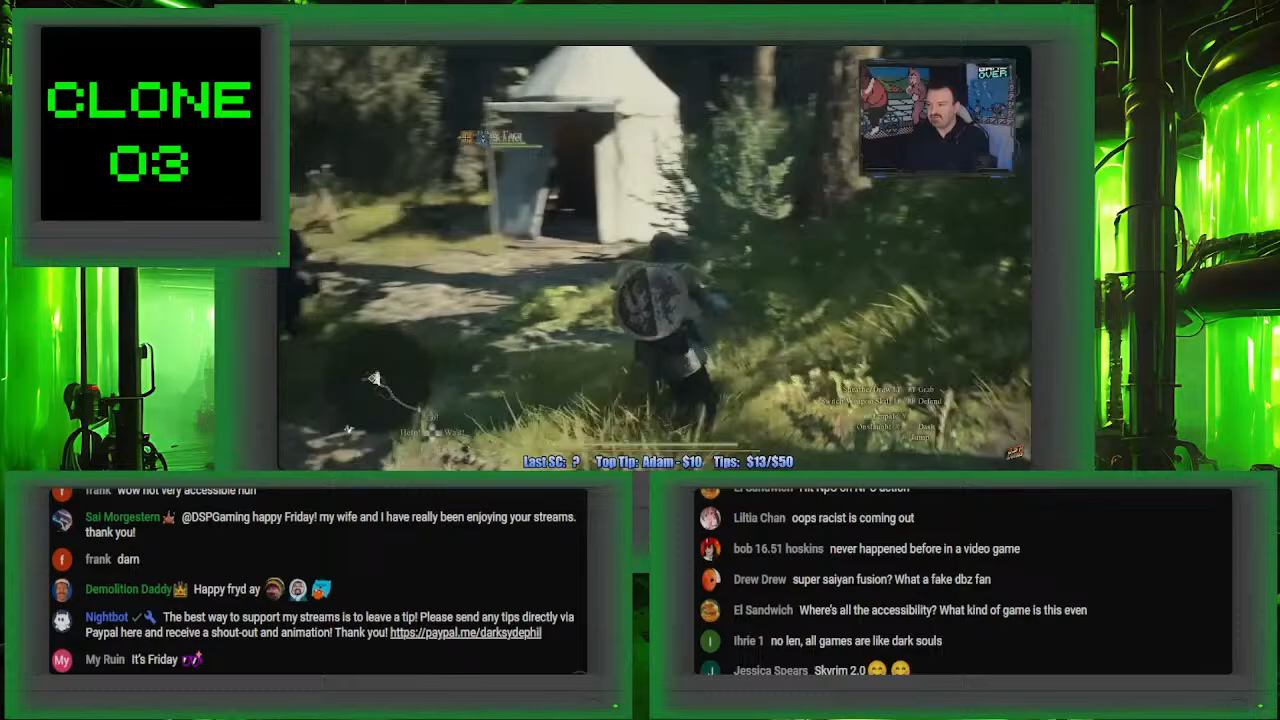 CLONE
03
GAME
OVER
Last SC: ? Top Tip: Adam - $10 Tips: $13/$50
frank wow not very accessible huh
Sai Morgestern @DSPGaming happy Friday! my wife and I have really been enjoying your streams.
thank you!
frank darn
Demolition Daddy Happy fryd ay
Nightbot The best way to support my streams is to leave a tip! Please send any tips directly via
Paypal here and receive a shout-out and animation! Thank you! https://paypal.me/darksydephil
My
My Ruin It's Friday
El Sandwich
Liltia Chan oops racist is coming out
bob 16.51 hoskins never happened before in a video game
Drew Drew super saiyan fusion? What a fake dbz fan
El Sandwich Where's all the accessibility? What kind of game is this even
Ihrie 1 no len, all games are like dark souls
Jessica Spears Skyrim 2.0